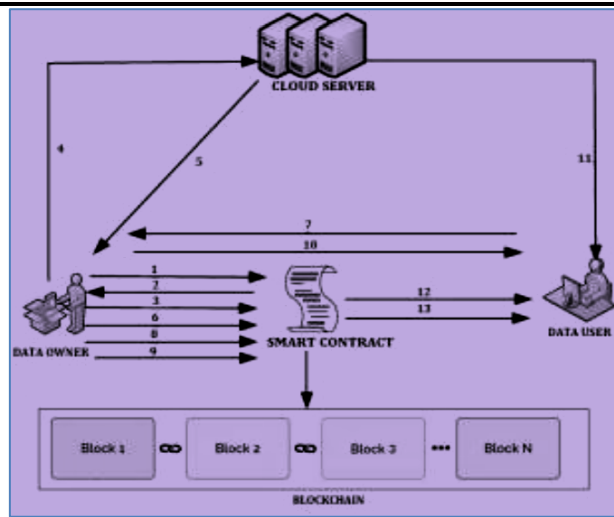 CLOUD SERVER
4
5
11
7
10
1
2
3
6
8
9
12
13
DATA OWNER
SMART CONTRACT
DATA USER
Block 1
Block 2
Block 3
Block N
BLOCKCHAIN